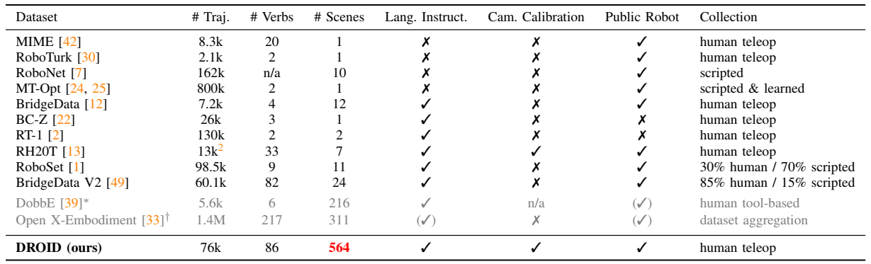 Dataset # Traj. # Verbs # Scenes Lang. Instruct. Cam. Calibration Public Robot Collection
MIME [42] 8.3k 20 1 ✗ ✗ ✓ human teleop
RoboTurk [30] 2.1k 2 1 ✗ ✗ ✓ human teleop
RoboNet [7] 162k n/a 10 ✗ ✗ ✓ scripted
MT-Opt [24, 25] 800k 2 1 ✗ ✗ ✓ scripted & learned
BridgeData [12] 7.2k 4 12 ✓ ✗ ✓ human teleop
BC-Z [22] 26k 3 1 ✓ ✗ ✗ human teleop
RT-1 [2] 130k 2 2 ✓ ✗ ✗ human teleop
RH20T [13] 13k² 33 7 ✓ ✓ ✓ human teleop
RoboSet [1] 98.5k 9 11 ✓ ✗ ✓ 30% human / 70% scripted
BridgeData V2 [49] 60.1k 82 24 ✓ ✗ ✓ 85% human / 15% scripted
DobbE [39]* 5.6k 6 216 ✓ n/a (✓) human tool-based
Open X-Embodiment [33]† 1.4M 217 311 (✓) ✗ (✓) dataset aggregation
DROID (ours) 76k 86 564 ✓ ✓ ✓ human teleop